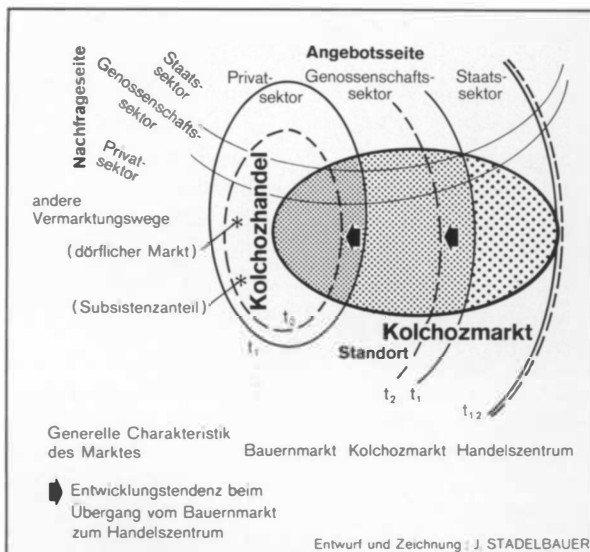 Angebotsseite
Nachfrageseite
Staats-
sektor
Genossenschafts-
sektor
Privat-
sektor
Privat-
sektor
Genossenschafts-
sektor
Staats-
sektor
andere
Vermarktungswege
(dörflicher Markt)
(Subsistenzanteil)
Kolchozhandel
t₂
t₁
Kolchozmarkt
Standort
t₂
t₁
t₁₂
Generelle Charakteristik
des Marktes
Bauernmarkt Kolchozmarkt Handelszentrum
Entwicklungstendenz beim
Übergang vom Bauernmarkt
zum Handelszentrum
Entwurf und Zeichnung: J. STADELBAUER